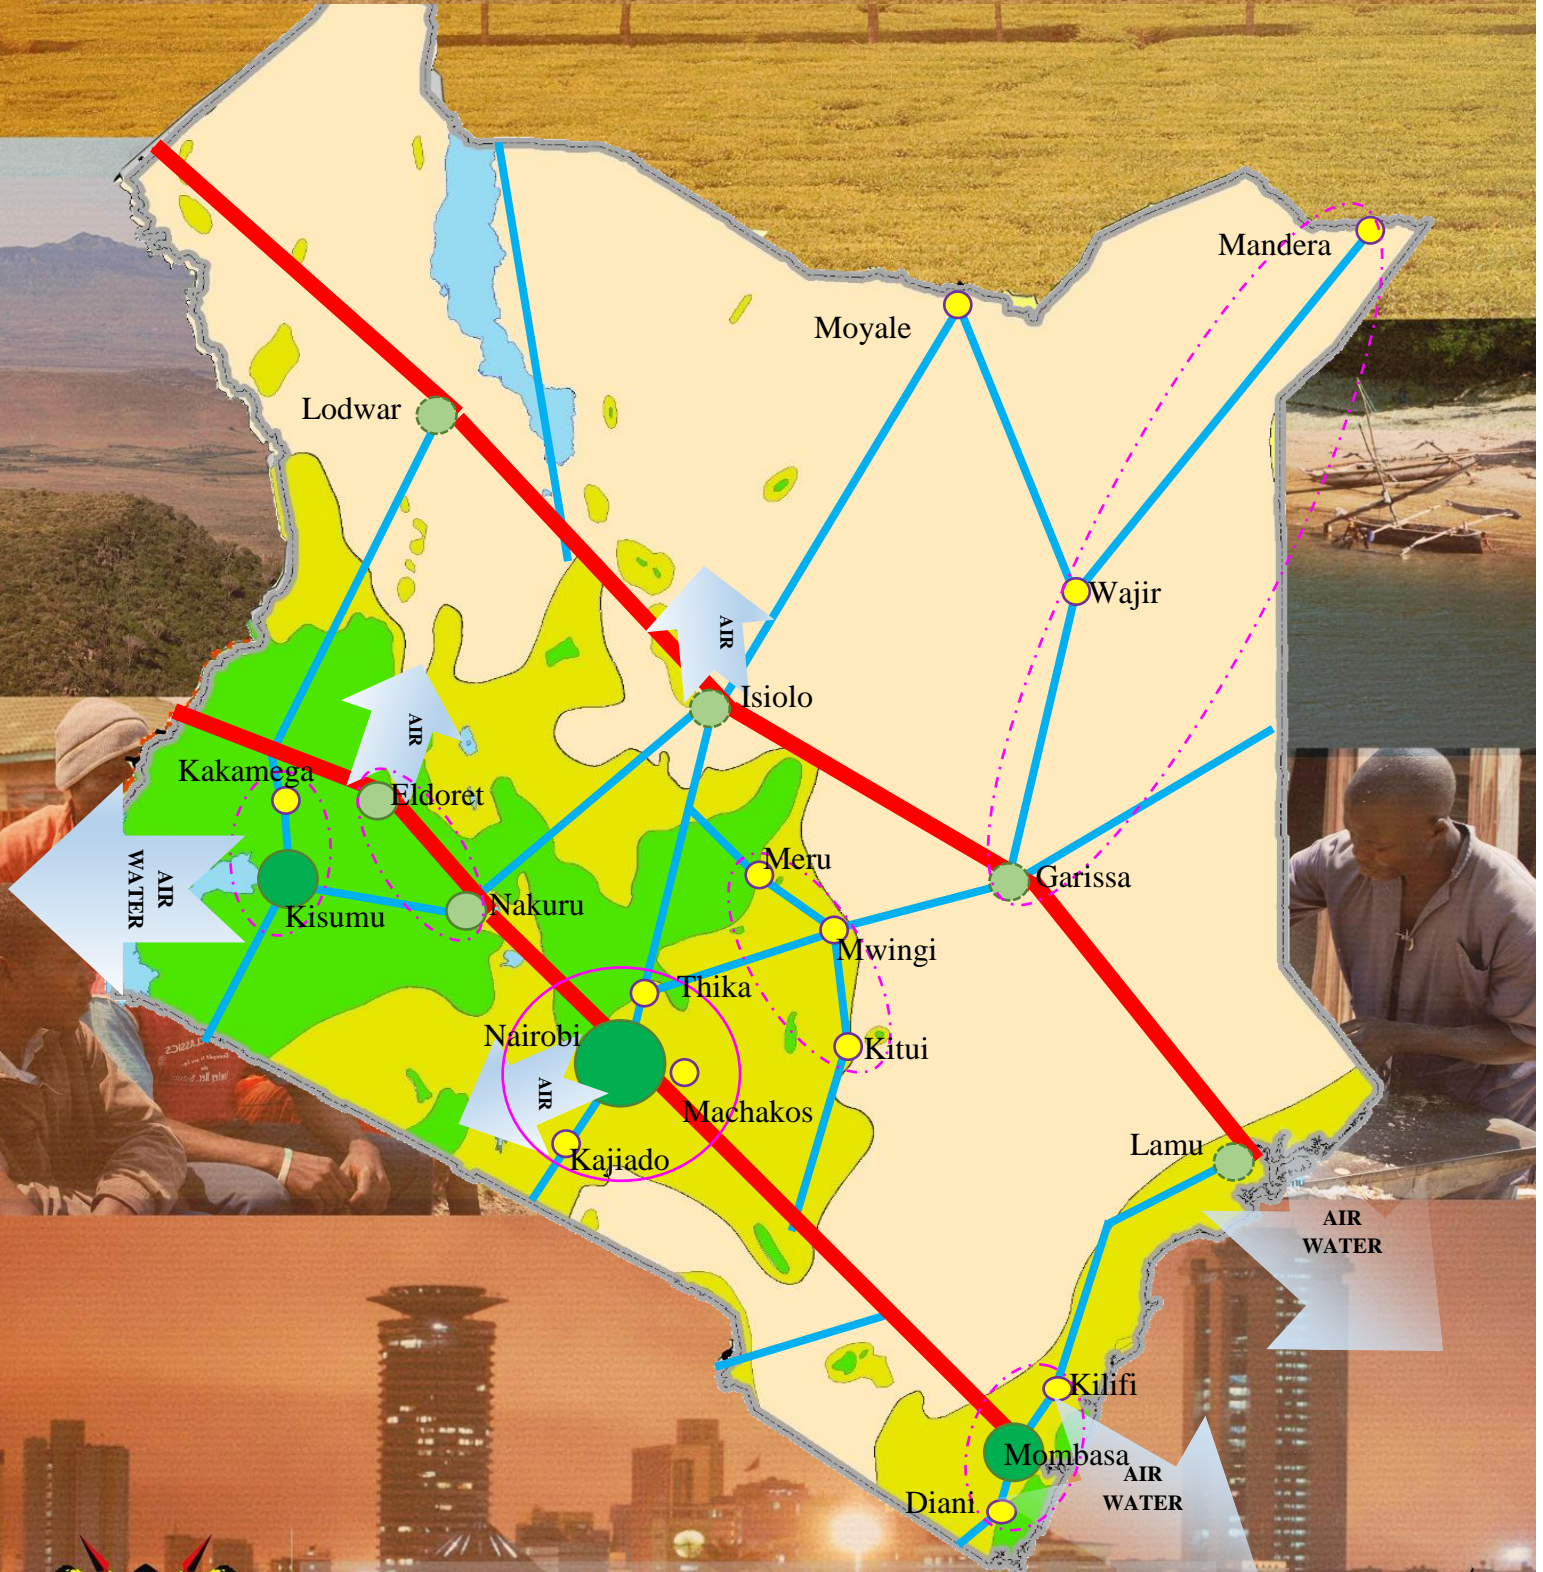 Mandera
Moyale
Lodwar
Wajir
AIR
Isiolo
AIR
Kakamega
Eldoret
Meru
Garissa
AIR
WATER
Kisumu
Nakuru
Mwingi
Thika
Nairobi
Kitui
AIR
Machakos
Kajiado
Lamu
AIR
WATER
Kilifi
Mombasa
AIR
WATER
Diani